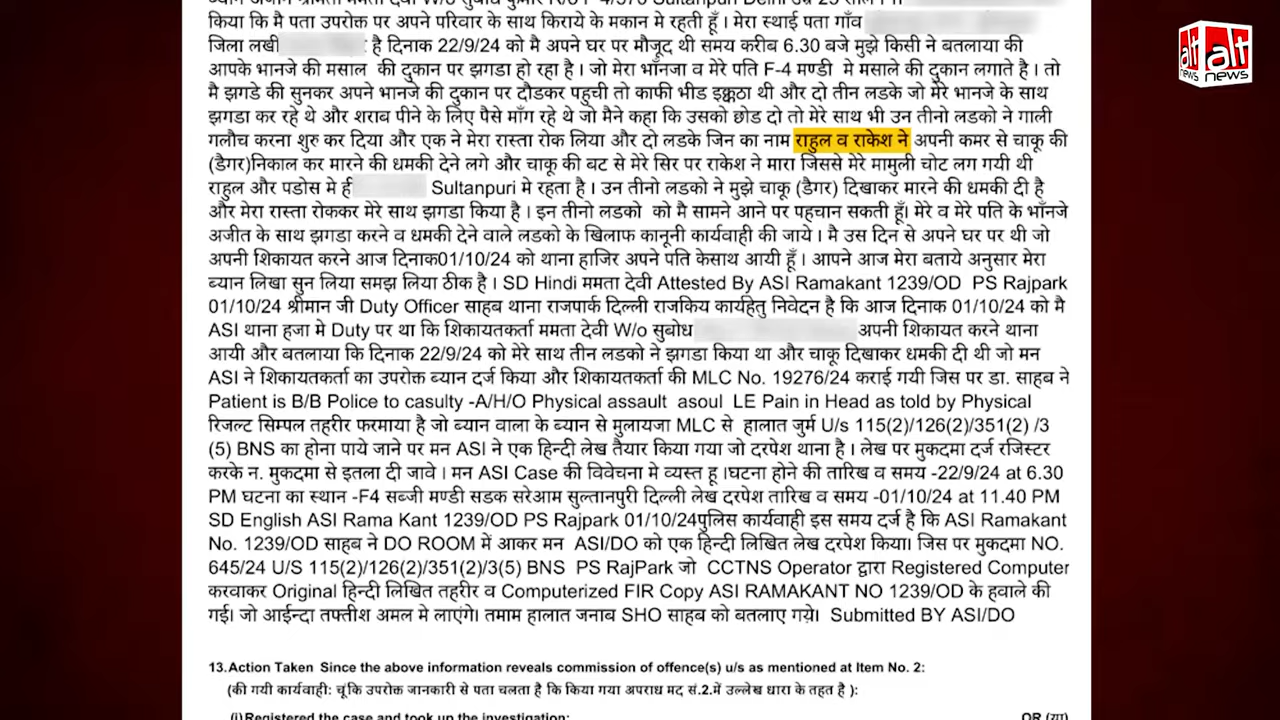 किया कि मै पता उपरोक्त पर अपने परिवार के साथ किराये के मकान मे रहती हूँ । मेरा स्थाई पता गाँव
जिला लखी है दिनाक 22/9/24 को मै अपने घर पर मौजूद थी समय करीब 6.30 बजे मुझे किसी ने बतलाया की
आपके भानजे की मसाल की दुकान पर झगडा हो रहा है । जो मेरा भाँनजा व मेरे पति F-4 मण्डी मे मसाले की दुकान लगाते है । तो
मै झगडे की सुनकर अपने भानजे की दुकान पर दौडकर पहुची तो काफी भीड इक्कठा थी और दो तीन लडके जो मेरे भानजे के साथ
झगडा कर रहे थे और शराब पीने के लिए पैसे माँग रहे थे जो मैने कहा कि उसको छोड दो तो मेरे साथ भी उन तीनो लडको ने गाली
गलौच करना शुरु कर दिया और एक ने मेरा रास्ता रोक लिया और दो लडके जिन का नाम राहुल व राकेश ने अपनी कमर से चाकू की
(डैगर)निकाल कर मारने की धमकी देने लगे और चाकू की बट से मेरे सिर पर राकेश ने मारा जिससे मेरे मामुली चोट लग गयी थी
राहुल और पडोस मे ही Sultanpuri मे रहता है । उन तीनो लडको ने मुझे चाकू (डैगर) दिखाकर मारने की धमकी दी है
और मेरा रास्ता रोककर मेरे साथ झगडा किया है । इन तीनो लडको को मै सामने आने पर पहचान सकती हूँ। मेरे व मेरे पति के भाँनजे
अजीत के साथ झगडा करने व धमकी देने वाले लडको के खिलाफ कानूनी कार्यवाही की जाये । मै उस दिन से अपने घर पर थी जो
अपनी शिकायत करने आज दिनाक01/10/24 को थाना हाजिर अपने पति केसाथ आयी हूँ । आपने आज मेरा बताये अनुसार मेरा
ब्यान लिखा सुन लिया समझ लिया ठीक है । SD Hindi ममता देवी Attested By ASI Ramakant 1239/OD PS Rajpark
01/10/24 श्रीमान जी Duty Officer साहब थाना राजपार्क दिल्ली राजकिय कार्यहेतु निवेदन है कि आज दिनाक 01/10/24 को मै
ASI थाना हजा मे Duty पर था कि शिकायतकर्ता ममता देवी W/o सुबोध अपनी शिकायत करने थाना
आयी और बतलाया कि दिनाक 22/9/24 को मेरे साथ तीन लडको ने झगडा किया था और चाकू दिखाकर धमकी दी थी जो मन
ASI ने शिकायतकर्ता का उपरोक्त ब्यान दर्ज किया और शिकायतकर्ता की MLC No. 19276/24 कराई गयी जिस पर डा. साहब ने
Patient is B/B Police to casulty -A/H/O Physical assault asoul LE Pain in Head as told by Physical
रिजल्ट सिम्पल तहरीर फरमाया है जो ब्यान वाला के ब्यान से मुलायजा MLC से हालात जुर्म U/s 115(2)/126(2)/351(2) /3
(5) BNS का होना पाये जाने पर मन ASI ने एक हिन्दी लेख तैयार किया गया जो दरपेश थाना है । लेख पर मुकदमा दर्ज रजिस्टर
करके न. मुकदमा से इतला दी जावे । मन ASI Case की विवेचना मे व्यस्त हू ।घटना होने की तारिख व समय -22/9/24 at 6.30
PM घटना का स्थान -F4 सब्जी मण्डी सडक सरेआम सुल्तानपुरी दिल्ली लेख दरपेश तारिख व समय -01/10/24 at 11.40 PM
SD English ASI Rama Kant 1239/OD PS Rajpark 01/10/24पुलिस कार्यवाही इस समय दर्ज है कि ASI Ramakant
No. 1239/OD साहब ने DO ROOM में आकर मन ASI/DO को एक हिन्दी लिखित लेख दरपेश किया। जिस पर मुकदमा NO.
645/24 U/S 115(2)/126(2)/351(2)/3(5) BNS PS RajPark जो CCTNS Operator द्वारा Registered Computer
करवाकर Original हिन्दी लिखित तहरीर व Computerized FIR Copy ASI RAMAKANT NO 1239/OD के हवाले की
गई। जो आईन्दा तफ्तीश अमल मे लाएंगे। तमाम हालात जनाब SHO साहब को बतलाए गये। Submitted BY ASI/DO
13.Action Taken Since the above information reveals commission of offence(s) u/s as mentioned at Item No. 2:
(की गयी कार्यवाही: चूंकि उपरोक्त जानकारी से पता चलता है कि किया गया अपराध मद सं.2.में उल्लेख धारा के तहत है ):
(i)Registered the case and took up the investigation: OR (या)
alt alt
news news